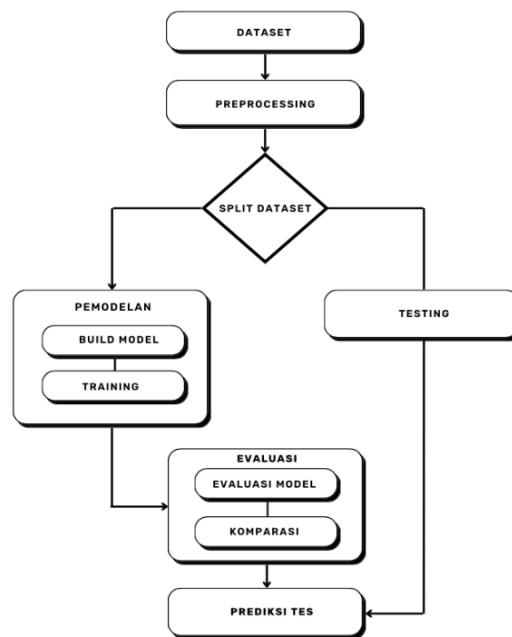 DATASET
PREPROCESSING
SPLIT DATASET
PEMODELAN
BUILD MODEL
TRAINING
TESTING
EVALUASI
EVALUASI MODEL
KOMPARASI
PREDIKSI TES